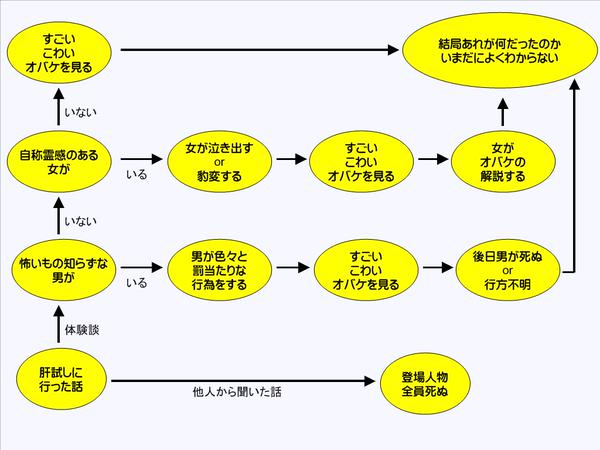 すごい
こわい
オバケを見る
結局あれが何だったのか
いまだによくわからない
いない
自称霊感のある
女が
いる
女が泣き出す
or
豹変する
すごい
こわい
オバケを見る
女が
オバケの
解説する
いない
怖いもの知らずな
男が
いる
男が色々と
罰当たりな
行為をする
すごい
こわい
オバケを見る
後日男が死ぬ
or
行方不明
体験談
肝試しに
行った話
他人から聞いた話
登場人物
全員死ぬ